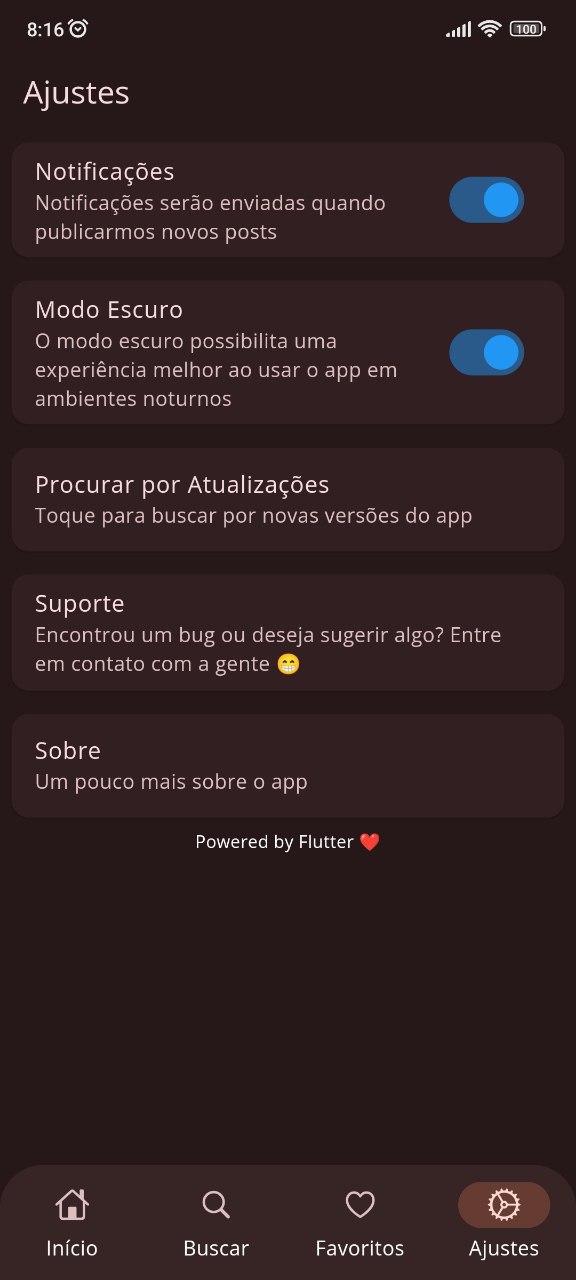 8:16
100
Ajustes
Notificações
Notificações serão enviadas quando
publicarmos novos posts
Modo Escuro
O modo escuro possibilita uma
experiência melhor ao usar o app em
ambientes noturnos
Procurar por Atualizações
Toque para buscar por novas versões do app
Suporte
Encontrou um bug ou deseja sugerir algo? Entre
em contato com a gente 😁
Sobre
Um pouco mais sobre o app
Powered by Flutter ❤️
Início
Buscar
Favoritos
Ajustes